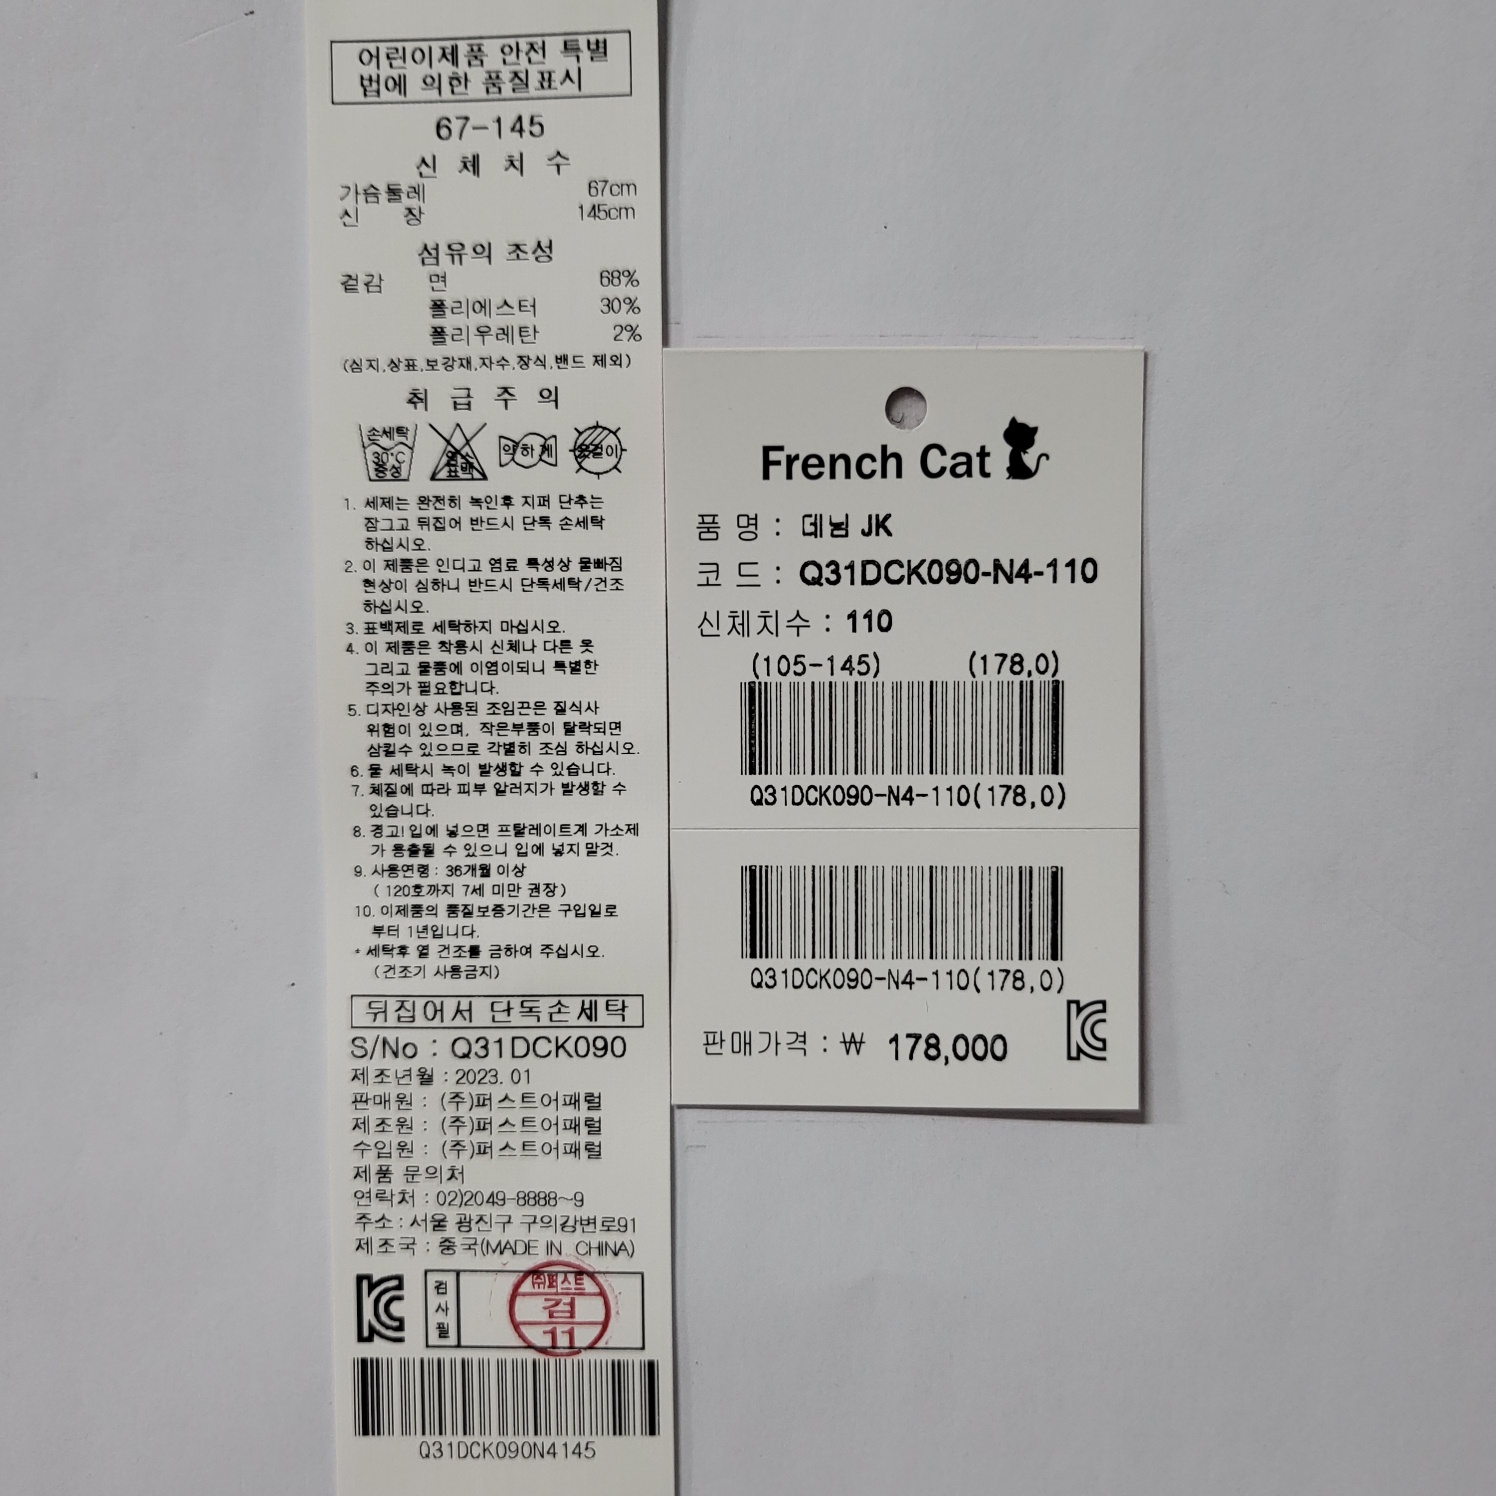 어린이제품 안전 특별
법에 의한 품질표시
67-145
신 체 치 수
가슴둘레 67cm
신 장 145cm
섬유의 조성
겉감 면 68%
폴리에스터 30%
폴리우레탄 2%
(심지,상표,보강재,자수,장식,밴드 제외)
취 급 주 의
손세탁 30°C 중성 염소 표백 약하게 옷걸이
1. 세제는 완전히 녹인후 지퍼 단추는
잠그고 뒤집어 반드시 단독 손세탁
하십시오.
2. 이 제품은 인디고 염료 특성상 물빠짐
현상이 심하니 반드시 단독세탁/건조
하십시오.
3. 표백제로 세탁하지 마십시오.
4. 이 제품은 착용시 신체나 다른 옷
그리고 물품에 이염이되니 특별한
주의가 필요합니다.
5. 디자인상 사용된 조임끈은 질식사
위험이 있으며, 작은부품이 탈락되면
삼킬수 있으므로 각별히 조심 하십시오.
6. 물 세탁시 녹이 발생할 수 있습니다.
7. 체질에 따라 피부 알러지가 발생할 수
있습니다.
8. 경고! 입에 넣으면 프탈레이트계 가소제
가 용출될 수 있으니 입에 넣지 말것.
9. 사용연령 : 36개월 이상
( 120호까지 7세 미만 권장 )
10. 이제품의 품질보증기간은 구입일로
부터 1년입니다.
* 세탁후 열 건조를 금하여 주십시오.
(건조기 사용금지)
뒤집어서 단독손세탁
S/No : Q31DCK090
제조년월 : 2023. 01
판매원 : (주)퍼스트어패럴
제조원 : (주)퍼스트어패럴
수입원 : (주)퍼스트어패럴
제품 문의처
연락처 : 02)2049-8888~9
주소 : 서울 광진구 구의강변로91
제조국 : 중국(MADE IN CHINA)
KC 검사필 ㈜퍼스트 검 11
Q31DCK090N4145
French Cat
품 명 : 데님 JK
코 드 : Q31DCK090-N4-110
신체치수 : 110
(105-145) (178,0)
Q31DCK090-N4-110(178,0)
Q31DCK090-N4-110(178,0)
판매가격 : ₩ 178,000 KC